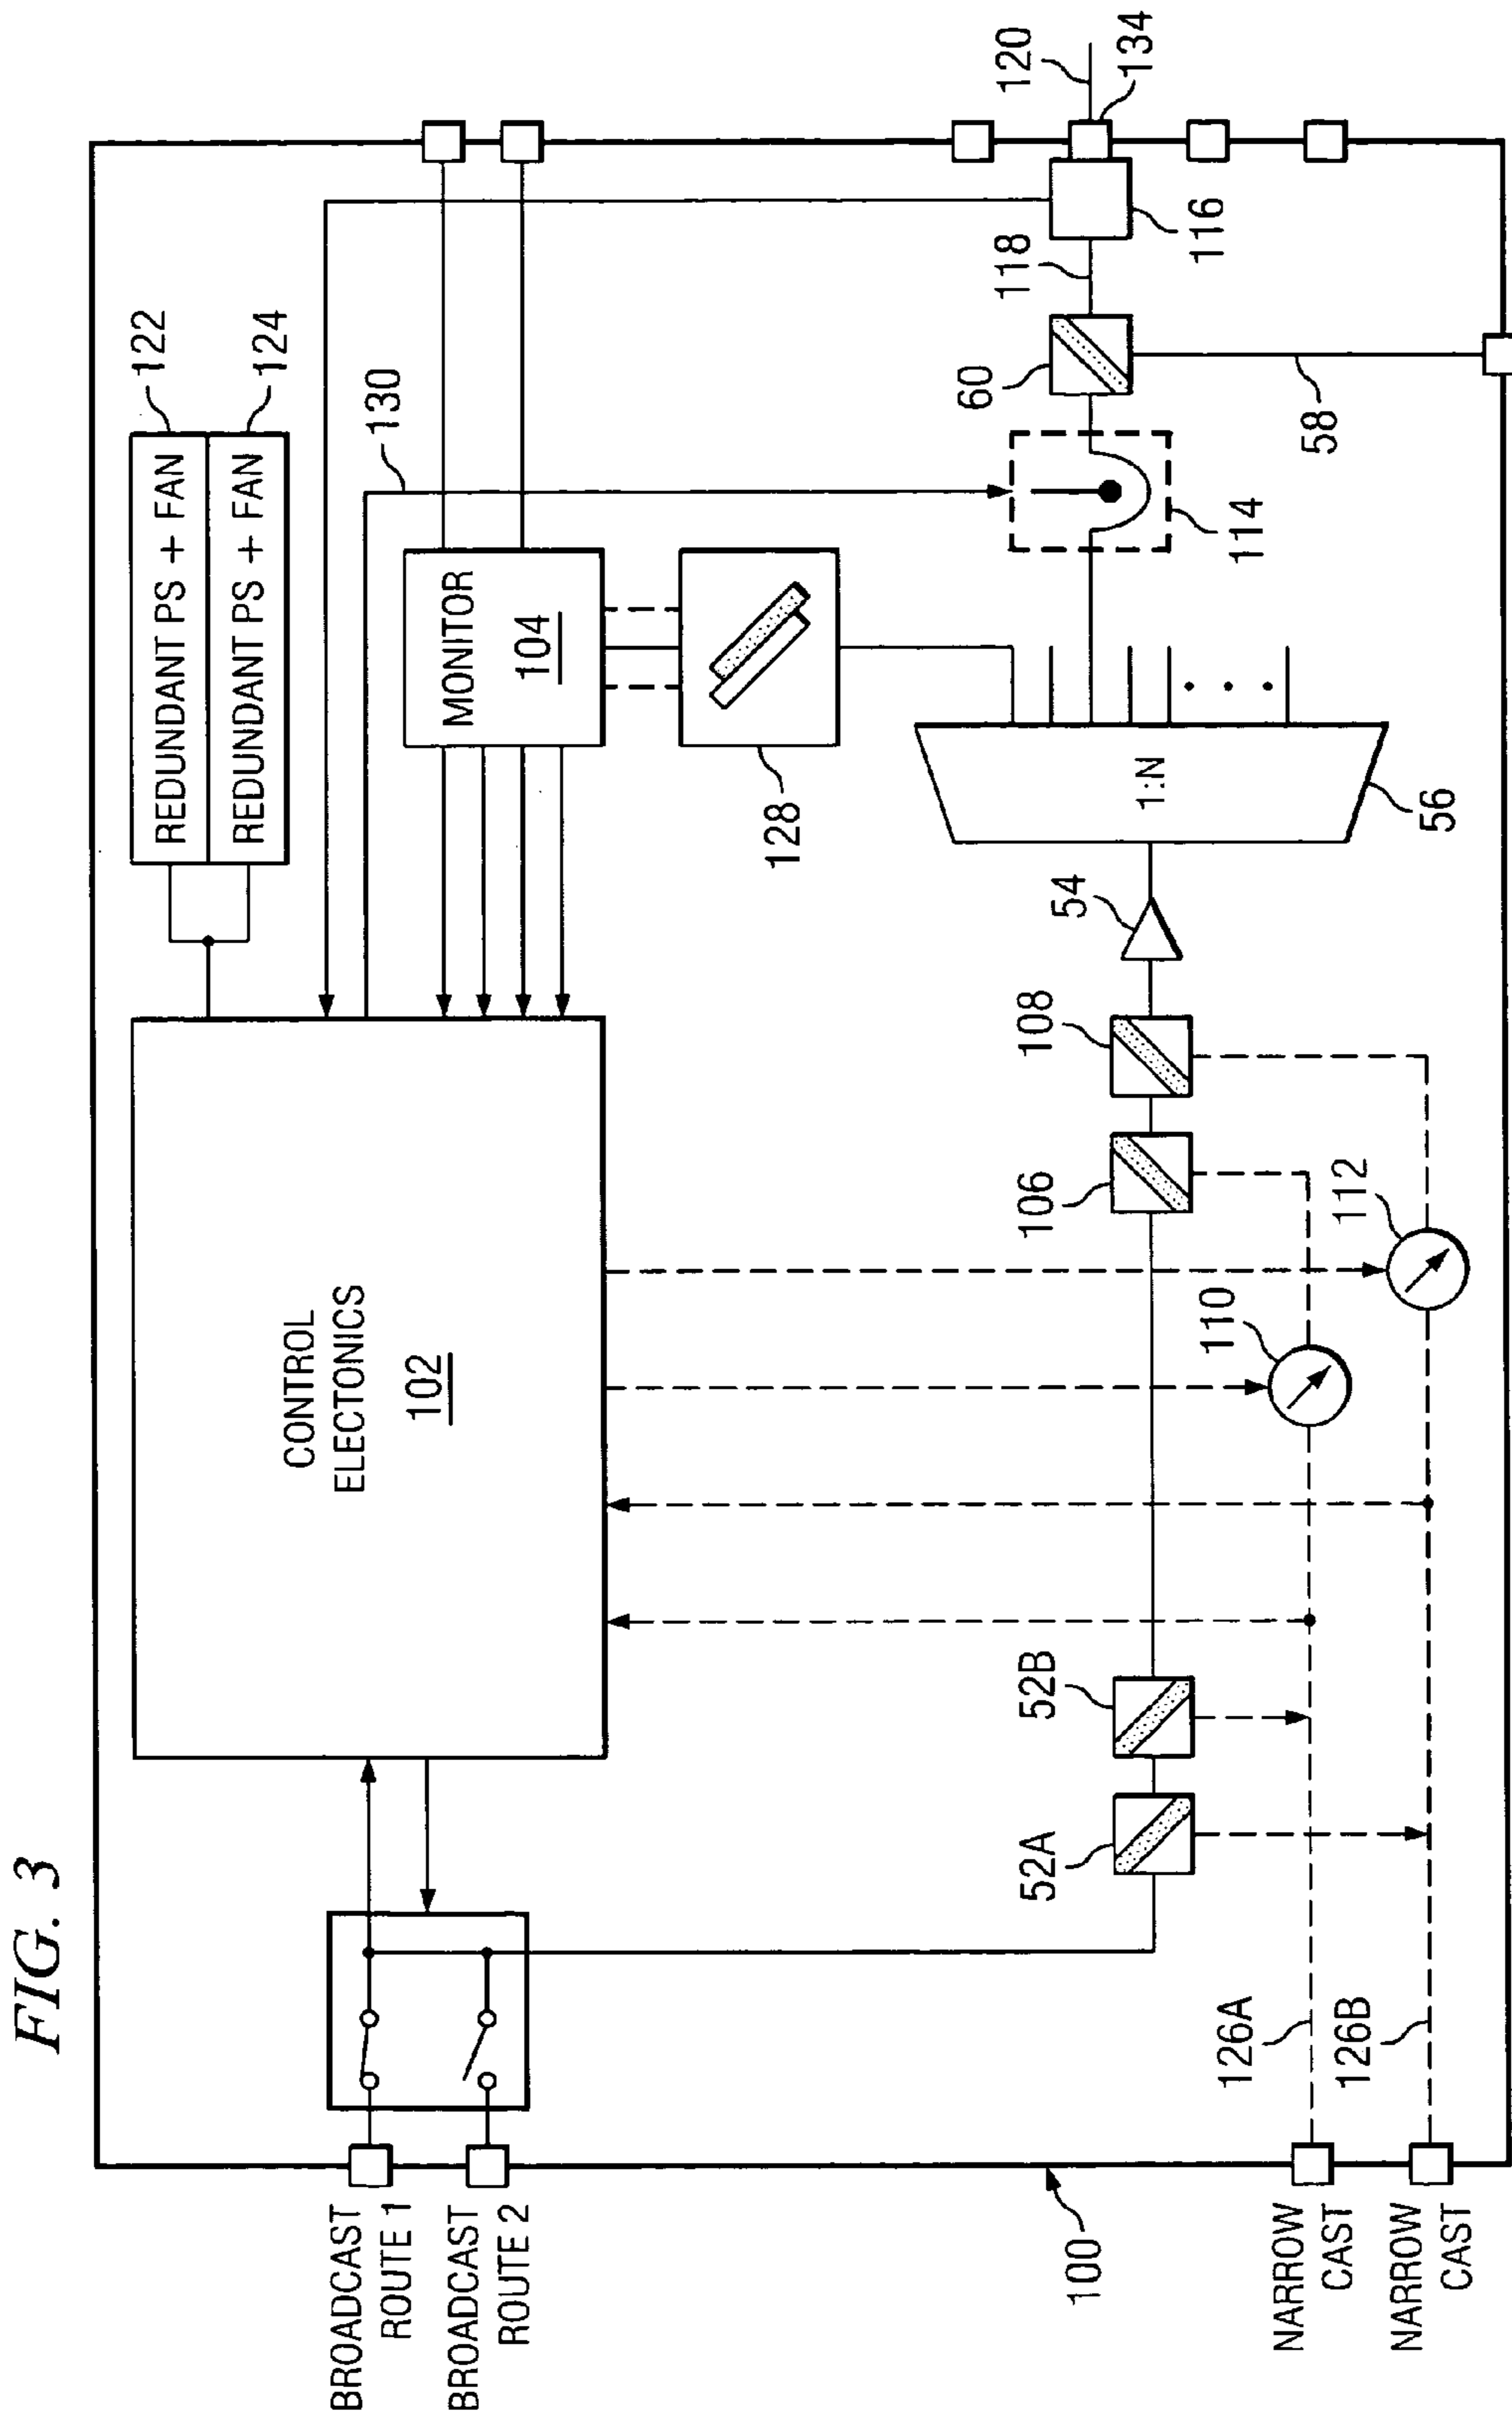 FIG. 3
REDUNDANT PS + FAN
122
REDUNDANT PS + FAN
124
130
CONTROL
ELECTONICS
102
MONITOR
104
128
BROADCAST
ROUTE 1
BROADCAST
ROUTE 2
52A
52B
106
108
54
1:N
56
114
60
118
116
120
134
58
110
112
126A
126B
NARROW
CAST
NARROW
CAST
100